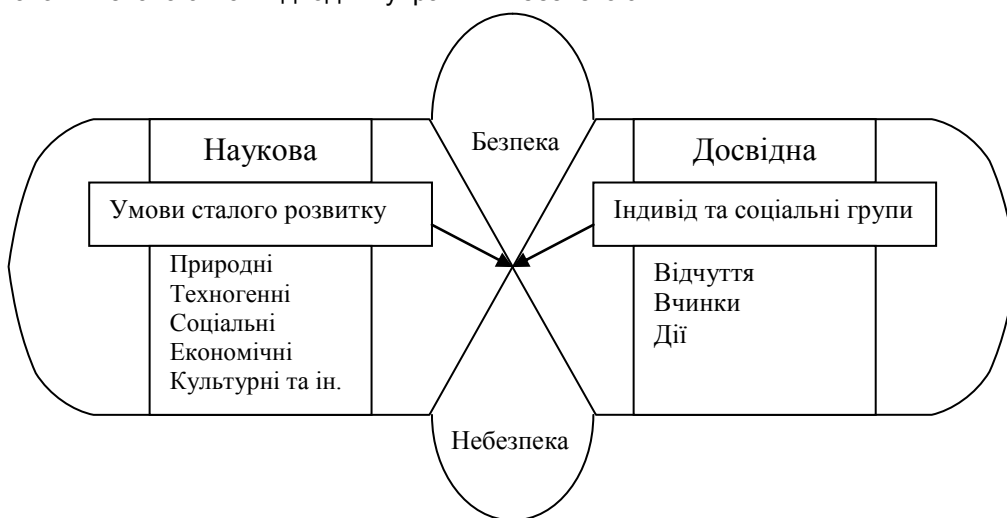 Безпека
Наукова
Досвідна
Умови сталого розвитку
Індивід та соціальні групи
Природні
Техногенні
Соціальні
Економічні
Культурні та ін.
Відчуття
Вчинки
Дії
Небезпека